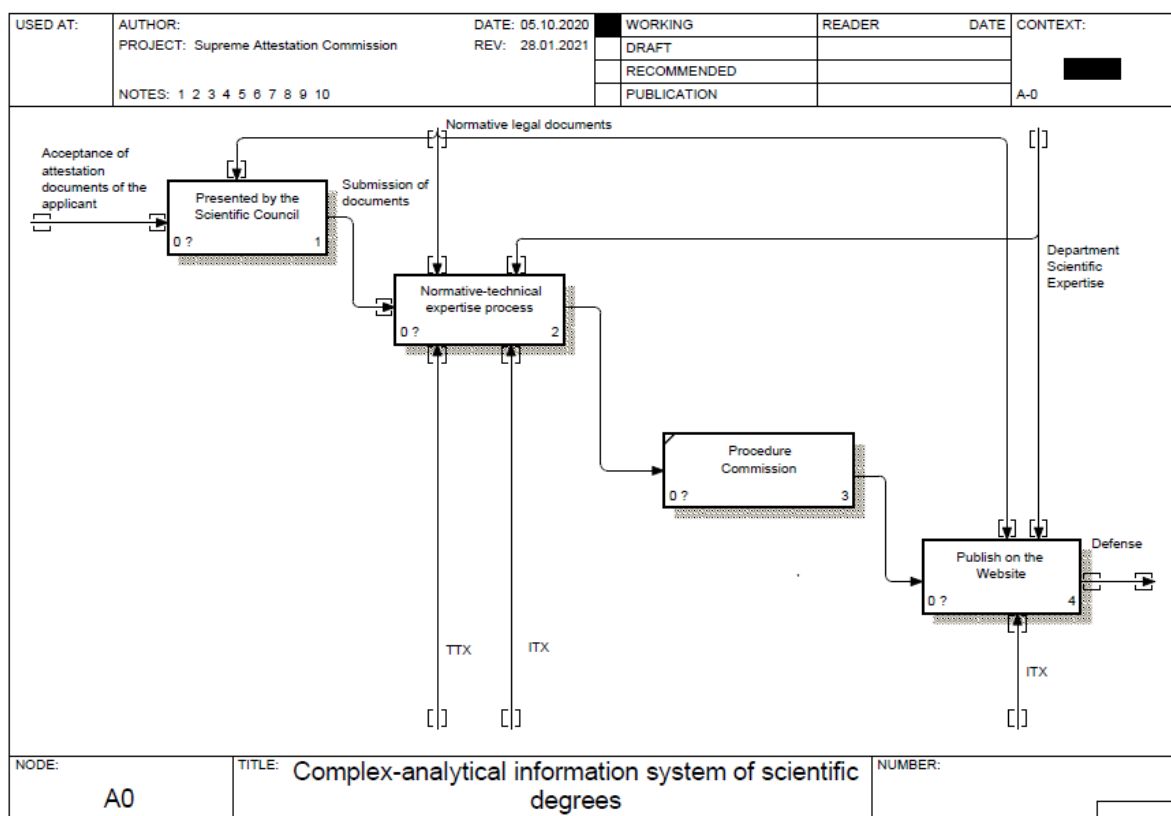 USED AT:
AUTHOR:
DATE: 05.10.2020
PROJECT: Supreme Attestation Commission
REV: 28.01.2021
NOTES: 1 2 3 4 5 6 7 8 9 10
WORKING
DRAFT
RECOMMENDED
PUBLICATION
READER
DATE
CONTEXT:
A-0
Normative legal documents
Acceptance of
attestation
documents of the
applicant
Presented by the
Scientific Council
0 ?
1
Submission of
documents
Normative-technical
expertise process
0 ?
2
Department
Scientific
Expertise
Procedure
Commission
0 ?
3
Publish on the
Website
0 ?
4
Defense
TTX
ITX
ITX
NODE:
A0
TITLE:
Complex-analytical information system of scientific
degrees
NUMBER: